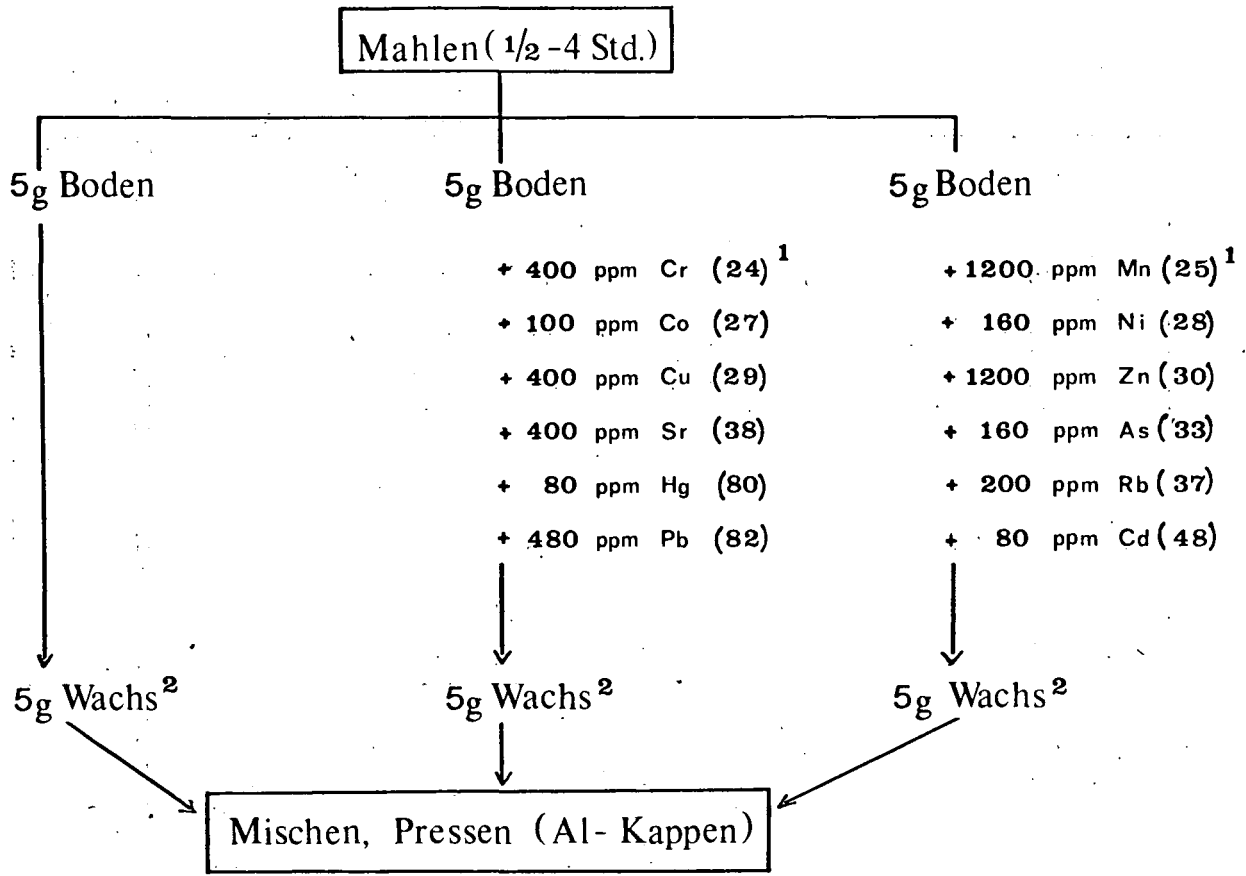 Mahlen (1/2-4 Std.)
5g Boden 5g Boden 5g Boden
+ 400 ppm Cr (24)¹ + 1200 ppm Mn (25)¹
+ 100 ppm Co (27) + 160 ppm Ni (28)
+ 400 ppm Cu (29) + 1200 ppm Zn (30)
+ 400 ppm Sr (38) + 160 ppm As (33)
+ 80 ppm Hg (80) + 200 ppm Rb (37)
+ 480 ppm Pb (82) + 80 ppm Cd (48)
5g Wachs² 5g Wachs² 5g Wachs²
Mischen, Pressen (Al-Kappen)